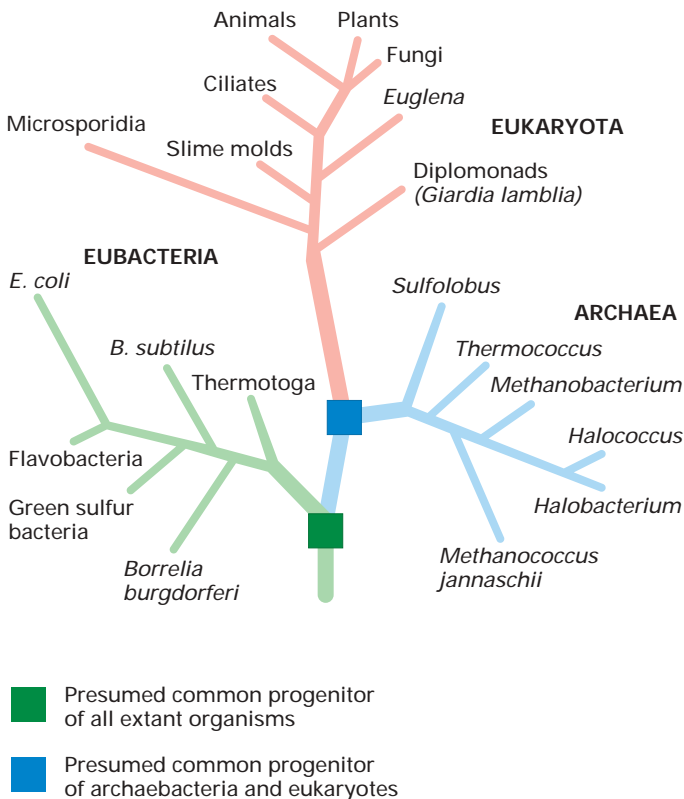 Animals
Plants
Fungi
Ciliates
Euglena
Microsporidia
EUKARYOTA
Slime molds
Diplomonads
(Giardia lamblia)
EUBACTERIA
E. coli
Sulfolobus
ARCHAEA
B. subtilus
Thermococcus
Thermotoga
Methanobacterium
Halococcus
Flavobacteria
Green sulfur
bacteria
Halobacterium
Borrelia
burgdorferi
Methanococcus
jannaschii
Presumed common progenitor
of all extant organisms
Presumed common progenitor
of archaebacteria and eukaryotes